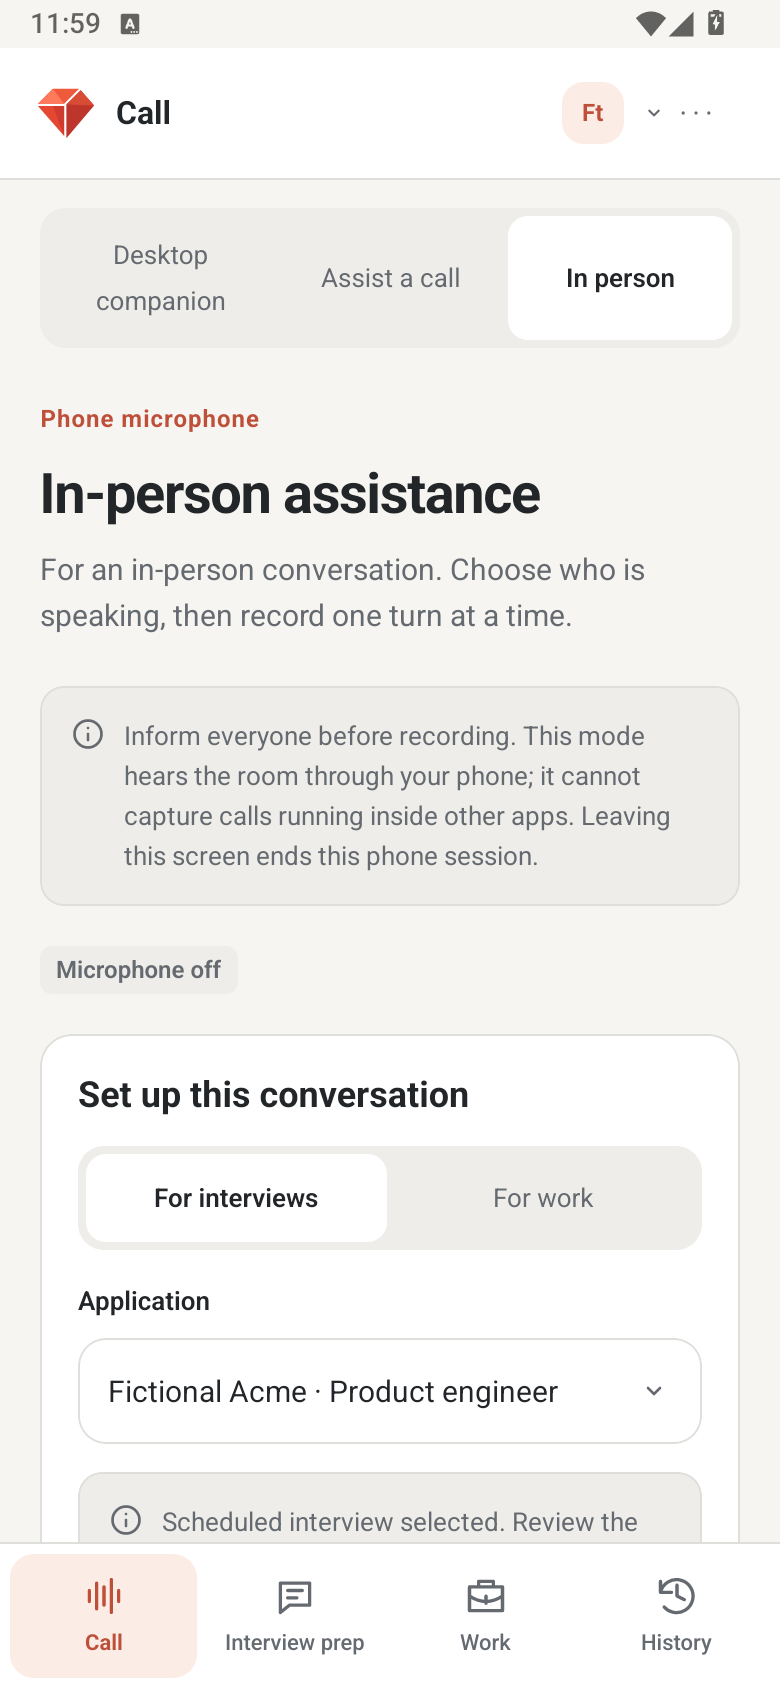 11:59
A
Call
Ft
Desktop
companion
Assist a call
In person
Phone microphone
In-person assistance
For an in-person conversation. Choose who is
speaking, then record one turn at a time.
Inform everyone before recording. This mode
hears the room through your phone; it cannot
capture calls running inside other apps. Leaving
this screen ends this phone session.
Microphone off
Set up this conversation
For interviews
For work
Application
Fictional Acme · Product engineer
Scheduled interview selected. Review the
Call
Interview prep
Work
History